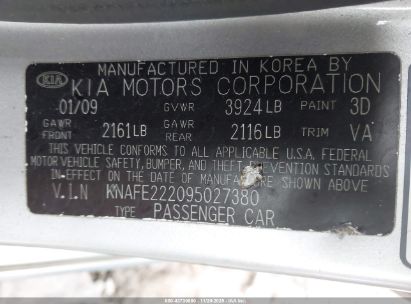 MANUFACTURED IN KOREA BY
KIA KIA MOTORS CORPORATION
01/09 GVWR 3924LB PAINT 3D
GAWR FRONT 2161LB GAWR REAR 2116LB TRIM VA
THIS VEHICLE CONFORMS TO ALL APPLICABLE U.S.A. FEDERAL
MOTOR VEHICLE SAFETY, BUMPER, AND THEFT PREVENTION STANDARDS
IN EFFECT ON THE DATE OF MANUFACTURE SHOWN ABOVE.
V.I.N KNAFE222095027380
TYPE PASSENGER CAR